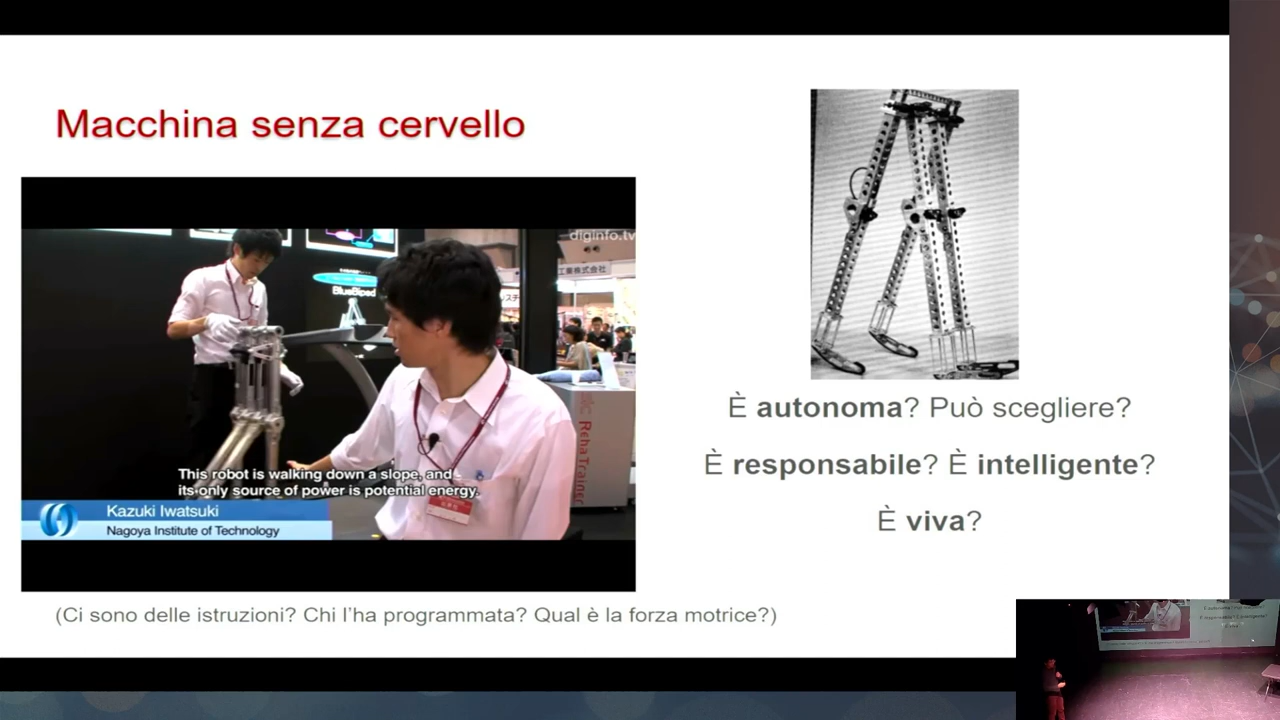 Macchina senza cervello
diginfo.tv
BlueBiped
RehaTrainer
This robot is walking down a slope, and
its only source of power is potential energy.
Kazuki Iwatsuki
Nagoya Institute of Technology
È autonoma? Può scegliere?
È responsabile? È intelligente?
È viva?
(Ci sono delle istruzioni? Chi l'ha programmata? Qual è la forza motrice?)